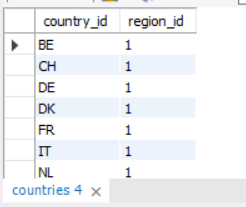 country_id region_id
BE 1
CH 1
DE 1
DK 1
FR 1
IT 1
NL 1
countries 4